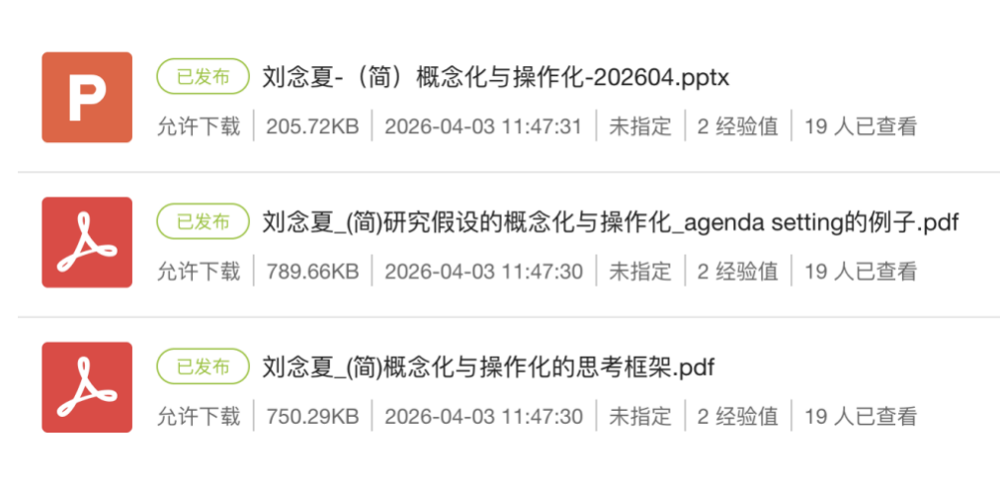 P 已发布 刘念夏-（简）概念化与操作化-202604.pptx
允许下载 205.72KB 2026-04-03 11:47:31 未指定 2 经验值 19 人已查看
已发布 刘念夏_(简)研究假设的概念化与操作化_agenda setting的例子.pdf
允许下载 789.66KB 2026-04-03 11:47:30 未指定 2 经验值 19 人已查看
已发布 刘念夏_(简)概念化与操作化的思考框架.pdf
允许下载 750.29KB 2026-04-03 11:47:30 未指定 2 经验值 19 人已查看